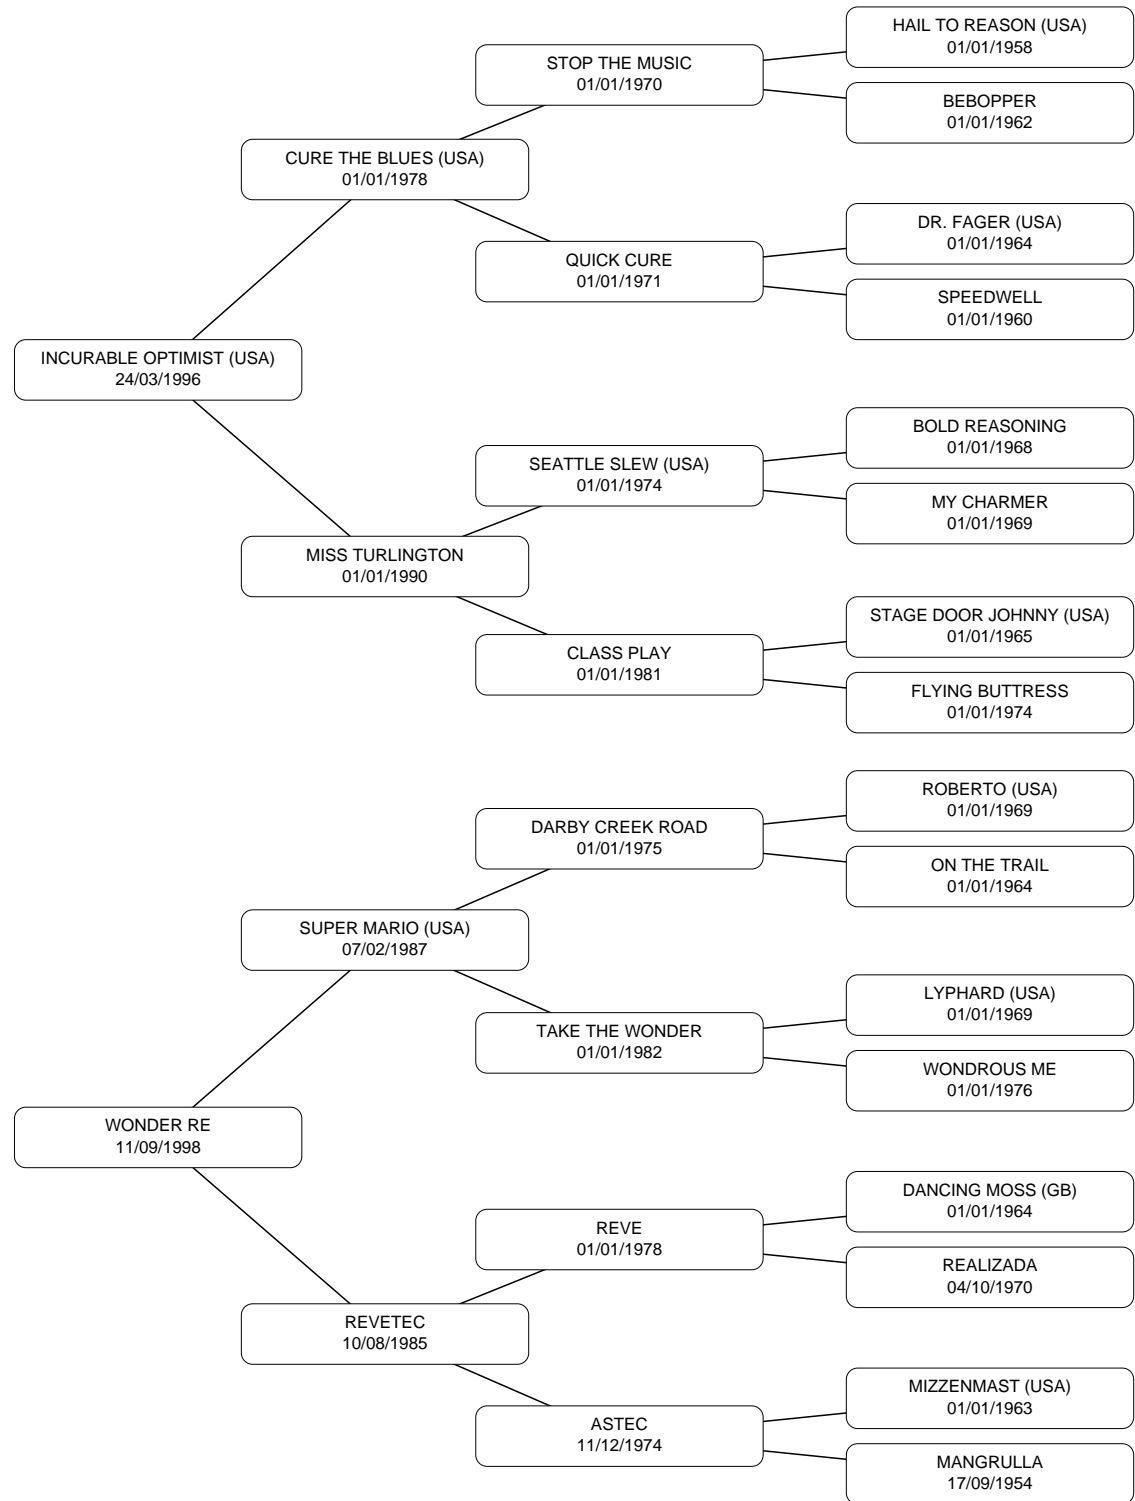 HAIL TO REASON (USA)
01/01/1958
STOP THE MUSIC
01/01/1970
BEBOPPER
01/01/1962
CURE THE BLUES (USA)
01/01/1978
DR. FAGER (USA)
01/01/1964
QUICK CURE
01/01/1971
SPEEDWELL
01/01/1960
INCURABLE OPTIMIST (USA)
24/03/1996
BOLD REASONING
01/01/1968
SEATTLE SLEW (USA)
01/01/1974
MY CHARMER
01/01/1969
MISS TURLINGTON
01/01/1990
STAGE DOOR JOHNNY (USA)
01/01/1965
CLASS PLAY
01/01/1981
FLYING BUTTRESS
01/01/1974
ROBERTO (USA)
01/01/1969
DARBY CREEK ROAD
01/01/1975
ON THE TRAIL
01/01/1964
SUPER MARIO (USA)
07/02/1987
LYPHARD (USA)
01/01/1969
TAKE THE WONDER
01/01/1982
WONDROUS ME
01/01/1976
WONDER RE
11/09/1998
DANCING MOSS (GB)
01/01/1964
REVE
01/01/1978
REALIZADA
04/10/1970
REVETEC
10/08/1985
MIZZENMAST (USA)
01/01/1963
ASTEC
11/12/1974
MANGRULLA
17/09/1954